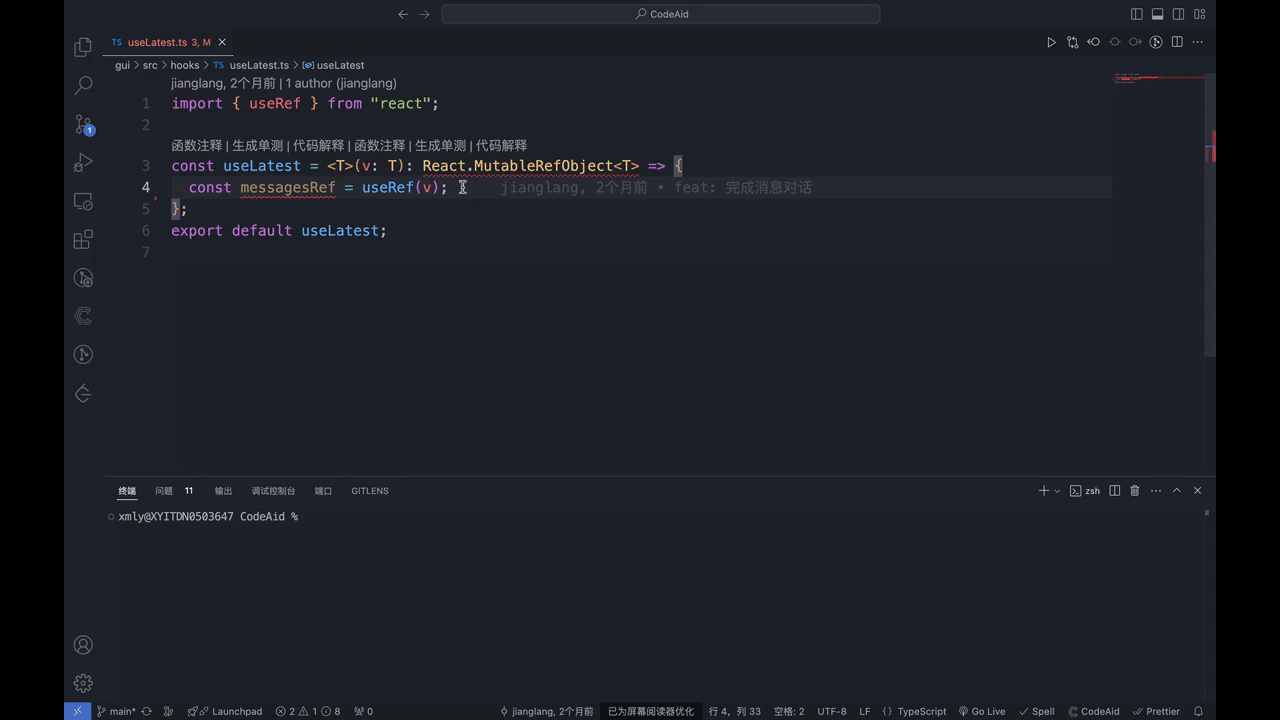 CodeAid
TS useLatest.ts 3, M
gui > src > hooks > TS useLatest.ts > useLatest
jianglang, 2个月前 | 1 author (jianglang)
1 import { useRef } from "react";
2
函数注释 | 生成单测 | 代码解释 | 函数注释 | 生成单测 | 代码解释
3 const useLatest = <T>(v: T): React.MutableRefObject<T> => {
4 const messagesRef = useRef(v); jianglang, 2个月前 • feat: 完成消息对话
5 };
6 export default useLatest;
7
1
终端 问题 11 输出 调试控制台 端口 GITLENS zsh
xmly@XYITDN0503647 CodeAid %
main* Launchpad 2 1 8 0 jianglang, 2个月前 已为屏幕阅读器优化 行 4, 列 33 空格: 2 UTF-8 LF {} TypeScript Go Live Spell CodeAid Prettier